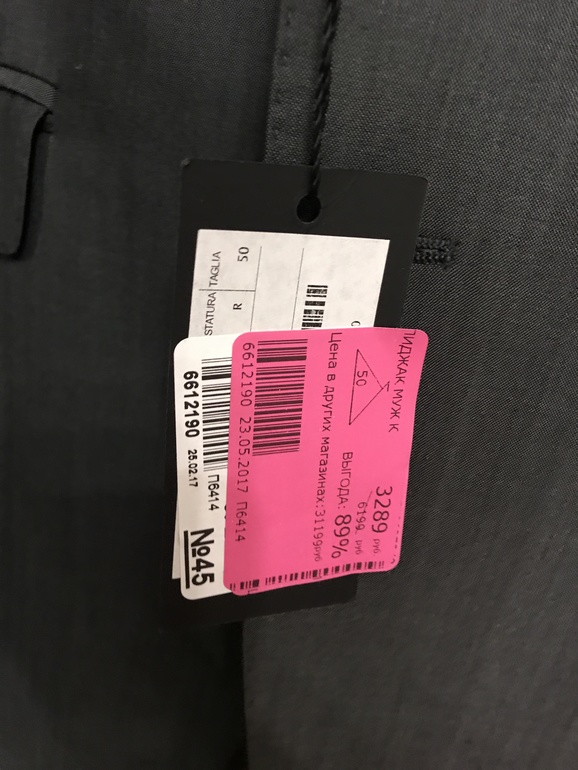 STATURA TAGLIA
R 50
6612190
25.02.17 П6414
№45
ПИДЖАК МУЖ К
50
3289 руб
6199 руб
ВЫГОДА: 89%
Цена в других магазинах:31199руб
6612190 23.05.2017 П6414